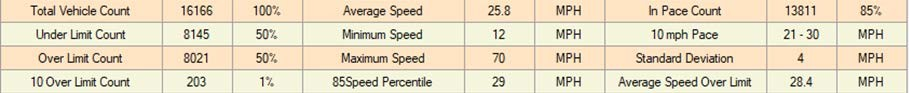 Total Vehicle Count 16166 100% Average Speed 25.8 MPH In Pace Count 13811 85%
Under Limit Count 8145 50% Minimum Speed 12 MPH 10 mph Pace 21 - 30 MPH
Over Limit Count 8021 50% Maximum Speed 70 MPH Standard Deviation 4 MPH
10 Over Limit Count 203 1% 85Speed Percentile 29 MPH Average Speed Over Limit 28.4 MPH